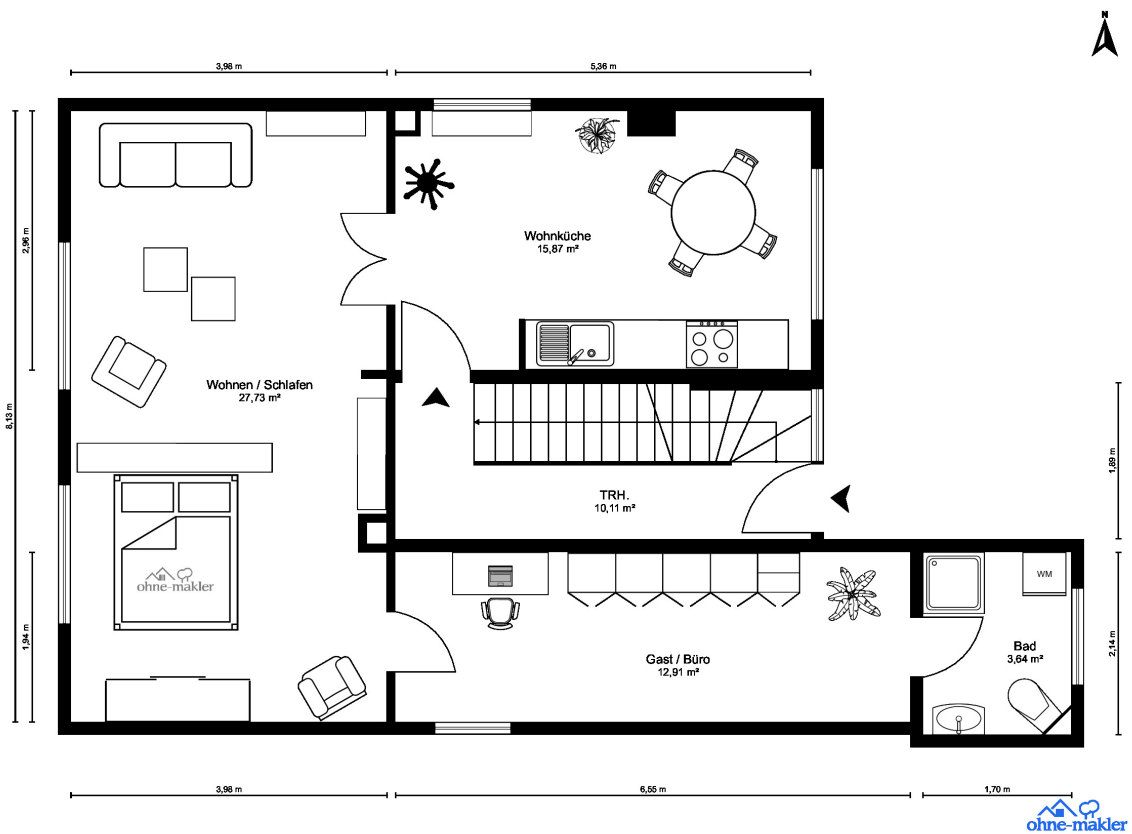 N
3,98 m
5,36 m
2,96 m
8,13 m
Wohnküche
15,87 m²
Wohnen / Schlafen
27,73 m²
1,89 m
TRH.
10,11 m²
ohne-makler
WM
1,94 m
Gast / Büro
12,91 m²
Bad
3,64 m²
2,14 m
3,98 m
6,55 m
1,70 m
ohne-makler